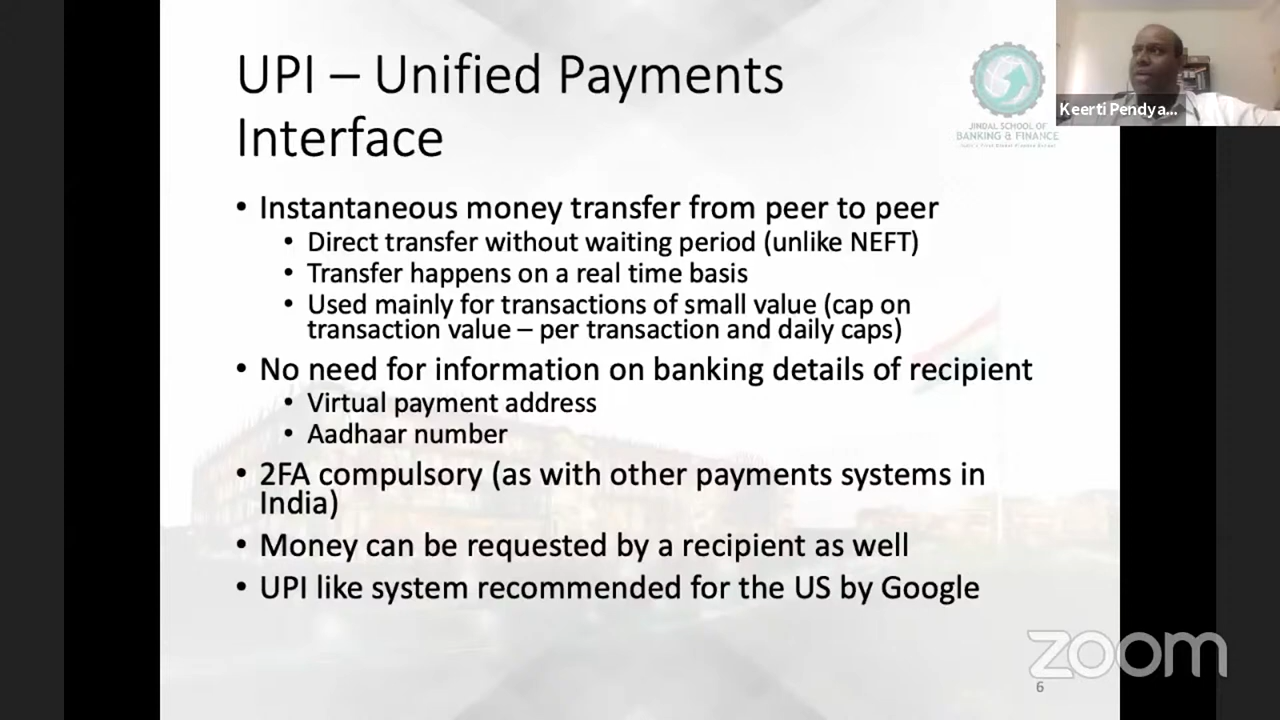 UPI – Unified Payments
Interface
JINDAL SCHOOL OF
BANKING & FINANCE
Keerti Pendya...
• Instantaneous money transfer from peer to peer
• Direct transfer without waiting period (unlike NEFT)
• Transfer happens on a real time basis
• Used mainly for transactions of small value (cap on
transaction value – per transaction and daily caps)
• No need for information on banking details of recipient
• Virtual payment address
• Aadhaar number
• 2FA compulsory (as with other payments systems in
India)
• Money can be requested by a recipient as well
• UPI like system recommended for the US by Google
zoom
6